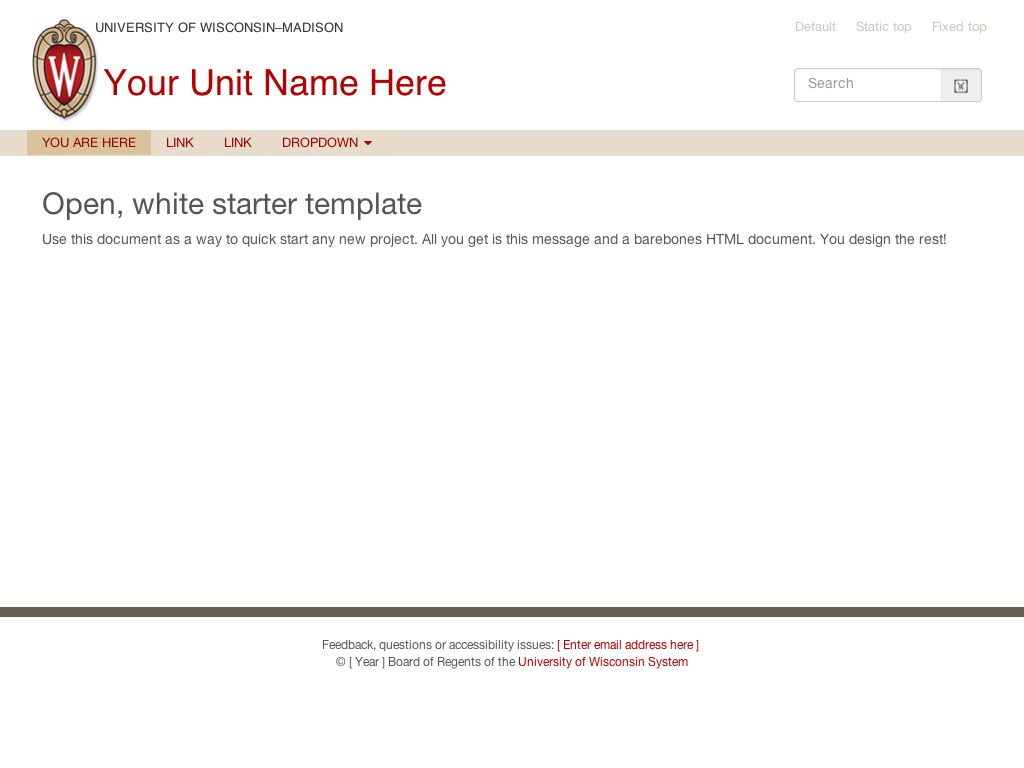 UNIVERSITY OF WISCONSIN–MADISON
Default Static top Fixed top
W
Your Unit Name Here
Search
YOU ARE HERE LINK LINK DROPDOWN
Open, white starter template
Use this document as a way to quick start any new project. All you get is this message and a barebones HTML document. You design the rest!
Feedback, questions or accessibility issues: [ Enter email address here ]
© [ Year ] Board of Regents of the University of Wisconsin System